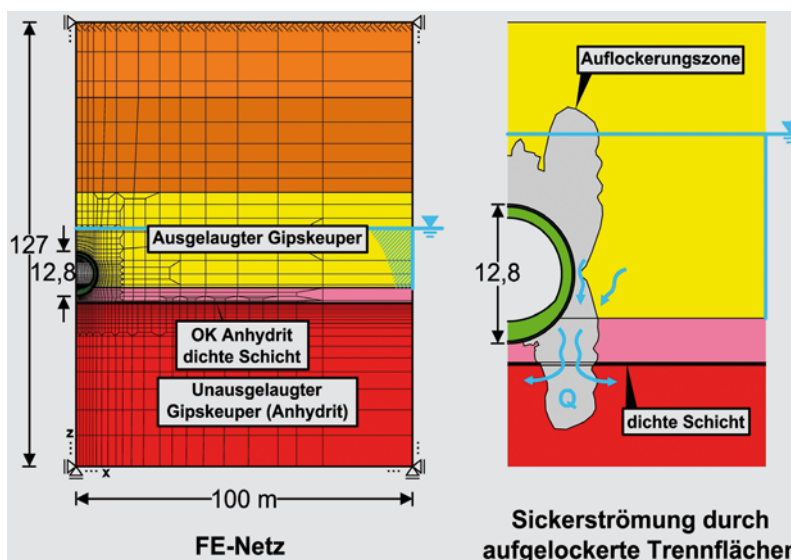 127
12,8
Ausgelaugter Gipskeuper
OK Anhydrit
dichte Schicht
Unausgelaugter
Gipskeuper (Anhydrit)
z
x
100 m
FE-Netz
Auflockerungszone
12,8
Q
dichte Schicht
Sickerströmung durch
aufgelockerte Trennflächen